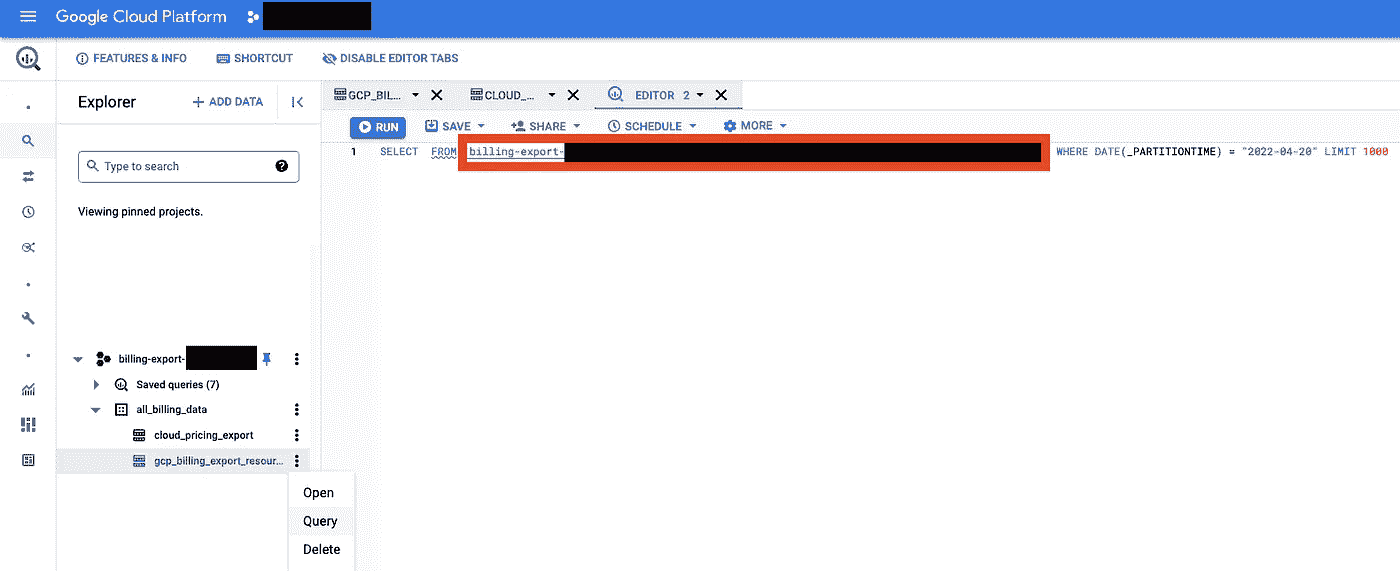 Google Cloud Platform
FEATURES & INFO SHORTCUT DISABLE EDITOR TABS
Explorer + ADD DATA
GCP_BIL... CLOUD_... EDITOR 2
RUN SAVE SHARE SCHEDULE MORE
1 SELECT FROM billing-export- WHERE DATE(_PARTITIONTIME) = "2022-04-20" LIMIT 1000
Type to search
Viewing pinned projects.
billing-export-
Saved queries (7)
all_billing_data
cloud_pricing_export
gcp_billing_export_resour...
Open
Query
Delete